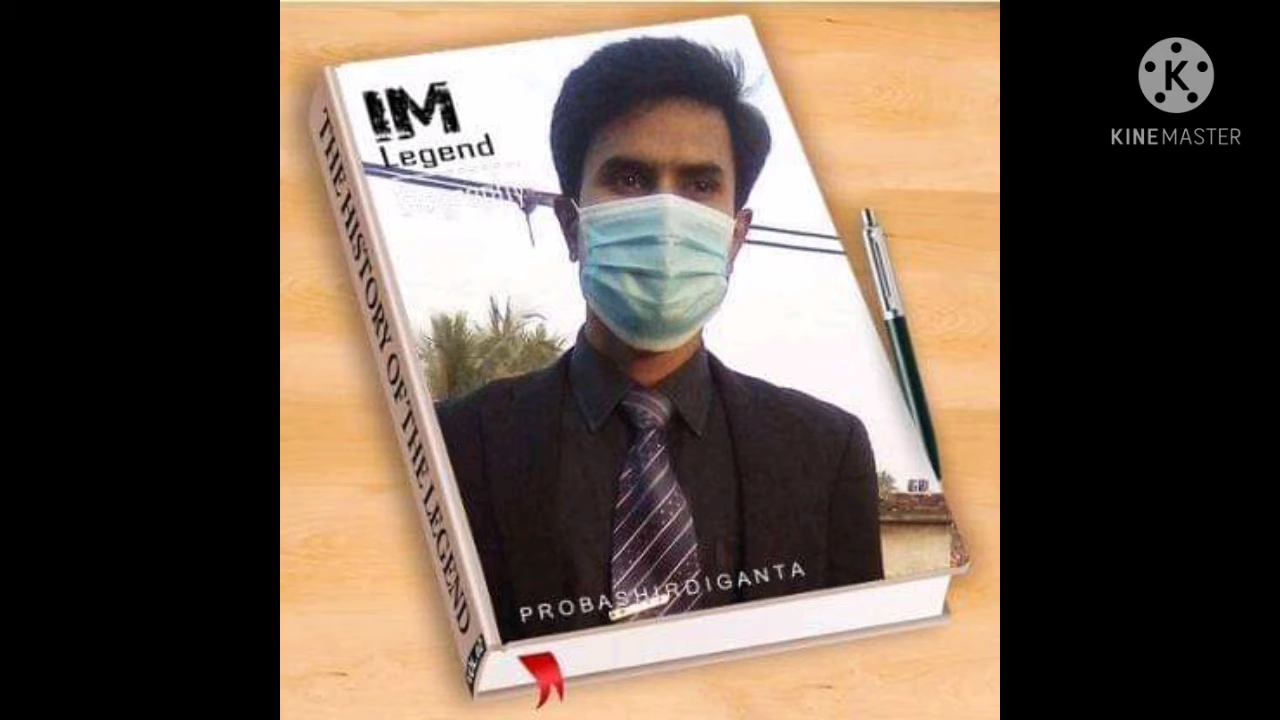 IM
Legend
THE HISTORY OF THE LEGEND
PROBASHIRDIGANTA
KINEMASTER